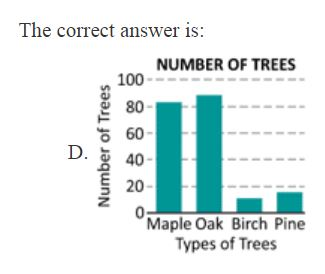 The correct answer is:
D.
NUMBER OF TREES
Number of Trees
100
80
60
40
20
0
Maple Oak Birch Pine
Types of Trees